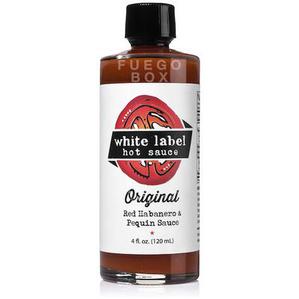 FUEGO
BOX
white label
hot sauce
Original
Red Habanero &
Pequin Sauce
4 fl. oz. (120 mL)